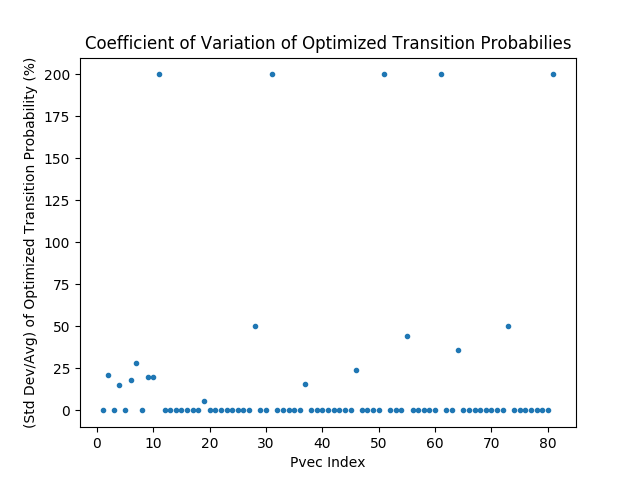 Coefficient of Variation of Optimized Transition Probabilies
(Std Dev/Avg) of Optimized Transition Probability (%)
200
175
150
125
100
75
50
25
0
0 10 20 30 40 50 60 70 80
Pvec Index